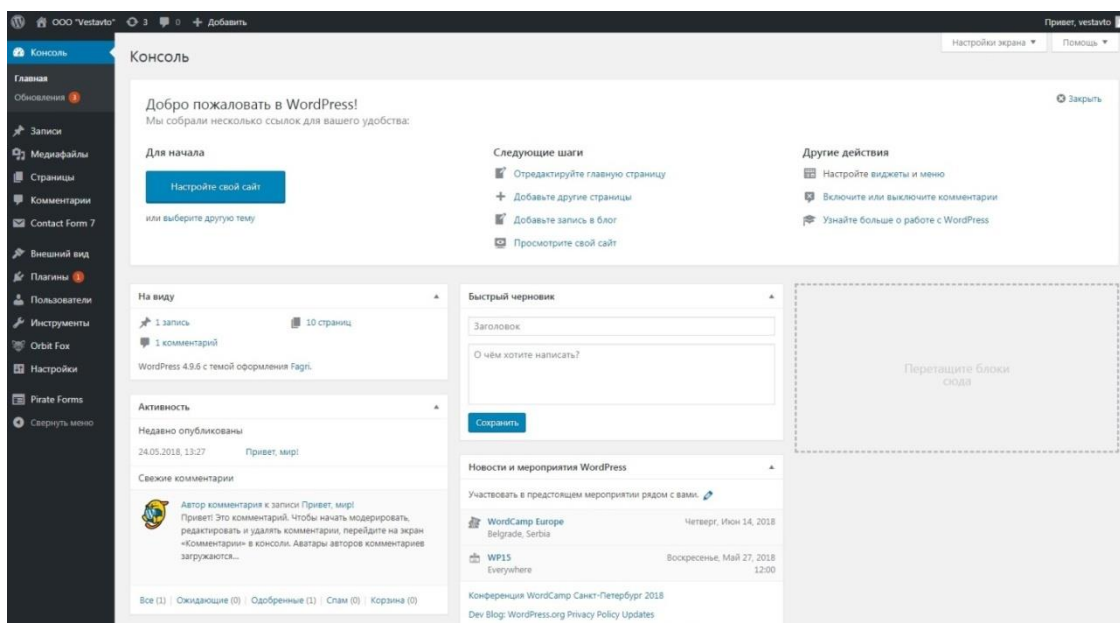 ООО "Vestavto" 3 0 + Добавить Привет, vestavto
Настройки экрана ▼ Помощь ▼
Консоль
Главная
Обновления 3
Записи
Медиафайлы
Страницы
Комментарии
Contact Form 7
Внешний вид
Плагины 1
Пользователи
Инструменты
Orbit Fox
Настройки
Pirate Forms
Свернуть меню
Консоль
Добро пожаловать в WordPress!
Мы собрали несколько ссылок для вашего удобства:
Закрыть
Для начала
Настройте свой сайт
или выберите другую тему
Следующие шаги
Отредактируйте главную страницу
Добавьте другие страницы
Добавьте запись в блог
Просмотрите свой сайт
Другие действия
Настройте виджеты и меню
Включите или выключите комментарии
Узнайте больше о работе с WordPress
На виду
1 запись 10 страниц
1 комментарий
WordPress 4.9.6 с темой оформления Fagri.
Активность
Недавно опубликованы
24.05.2018, 13:27 Привет, мир!
Свежие комментарии
Автор комментария к записи Привет, мир!
Привет! Это комментарий. Чтобы начать модерировать,
редактировать и удалять комментарии, перейдите на экран
«Комментарии» в консоли. Аватары авторов комментариев
загружаются...
Все (1) | Ожидающие (0) | Одобренные (1) | Спам (0) | Корзина (0)
Быстрый черновик
Заголовок
О чём хотите написать?
Сохранить
Новости и мероприятия WordPress
Участвовать в предстоящем мероприятии рядом с вами.
WordCamp Europe Четверг, Июн 14, 2018
Belgrade, Serbia
WP15 Воскресенье, Май 27, 2018
Everywhere 12:00
Конференция WordCamp Санкт-Петербург 2018
Dev Blog: WordPress.org Privacy Policy Updates
Перетащите блоки
сюда